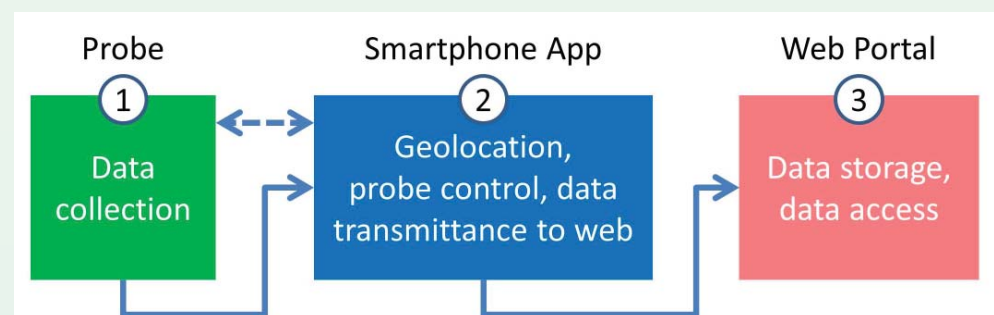 Probe
1
Data
collection
Smartphone App
2
Geolocation,
probe control, data
transmittance to web
Web Portal
3
Data storage,
data access